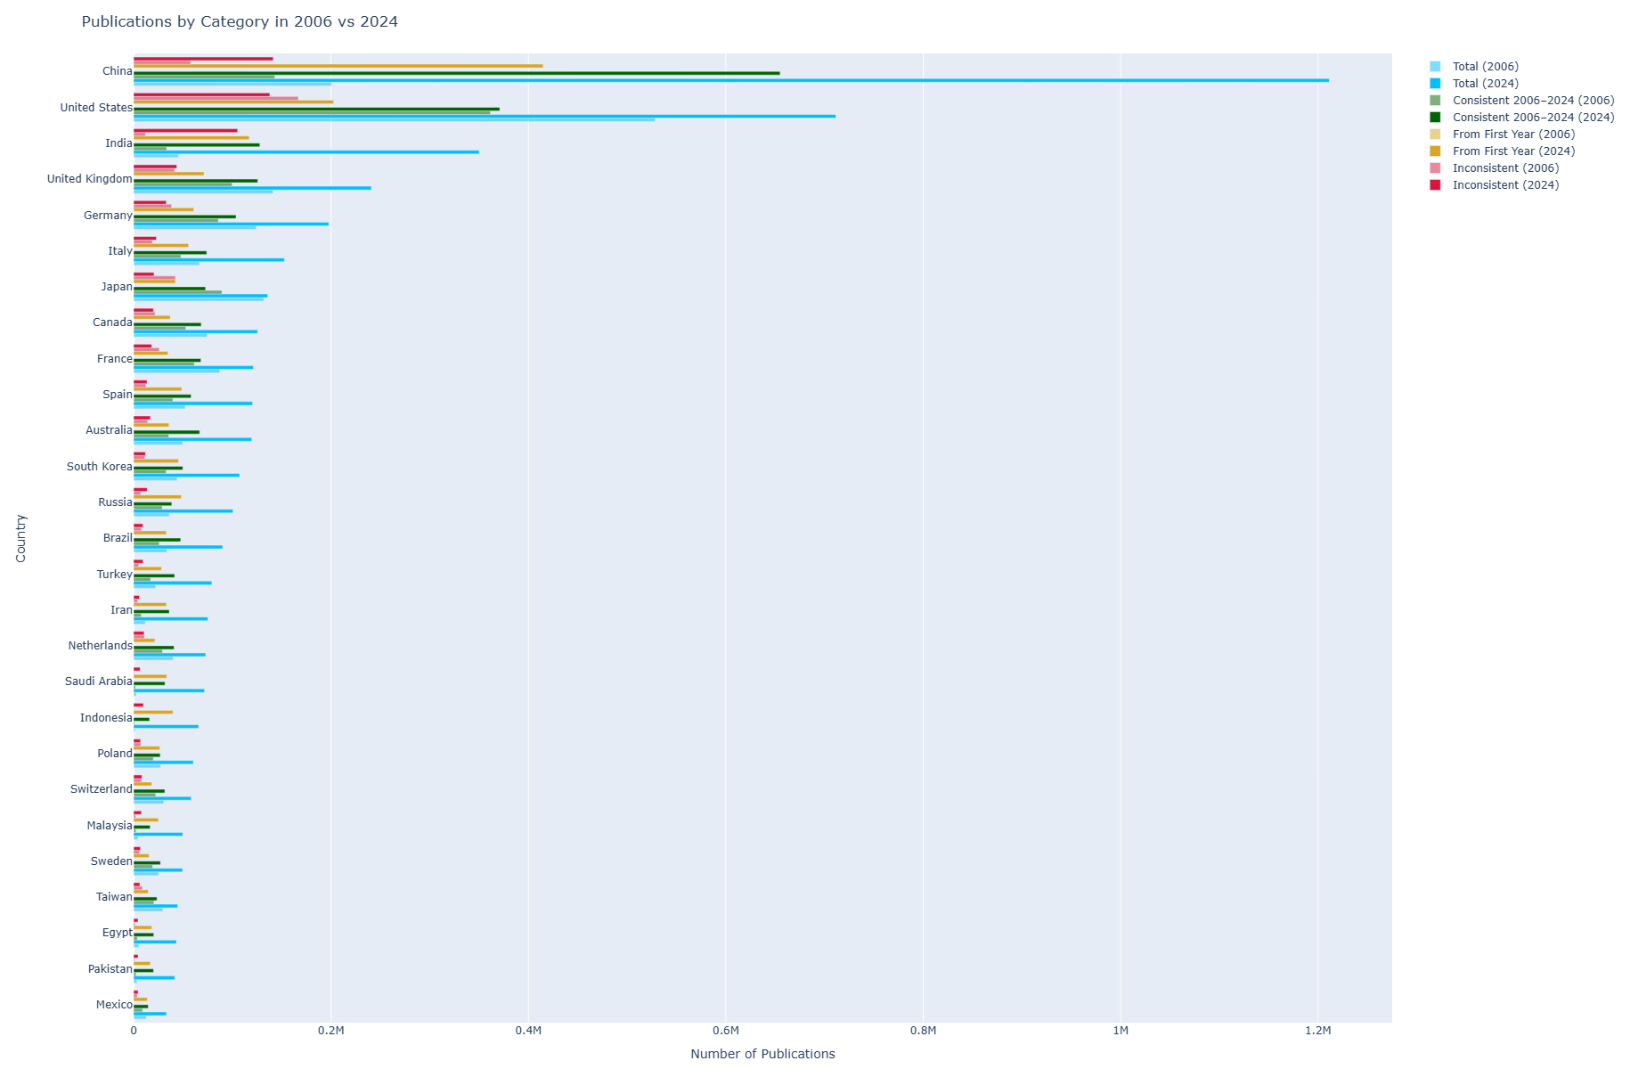 Publications by Category in 2006 vs 2024
Total (2006)
Total (2024)
Consistent 2006–2024 (2006)
Consistent 2006–2024 (2024)
From First Year (2006)
From First Year (2024)
Inconsistent (2006)
Inconsistent (2024)
Country
China
United States
India
United Kingdom
Germany
Italy
Japan
Canada
France
Spain
Australia
South Korea
Russia
Brazil
Turkey
Iran
Netherlands
Saudi Arabia
Indonesia
Poland
Switzerland
Malaysia
Sweden
Taiwan
Egypt
Pakistan
Mexico
0 0.2M 0.4M 0.6M 0.8M 1M 1.2M
Number of Publications